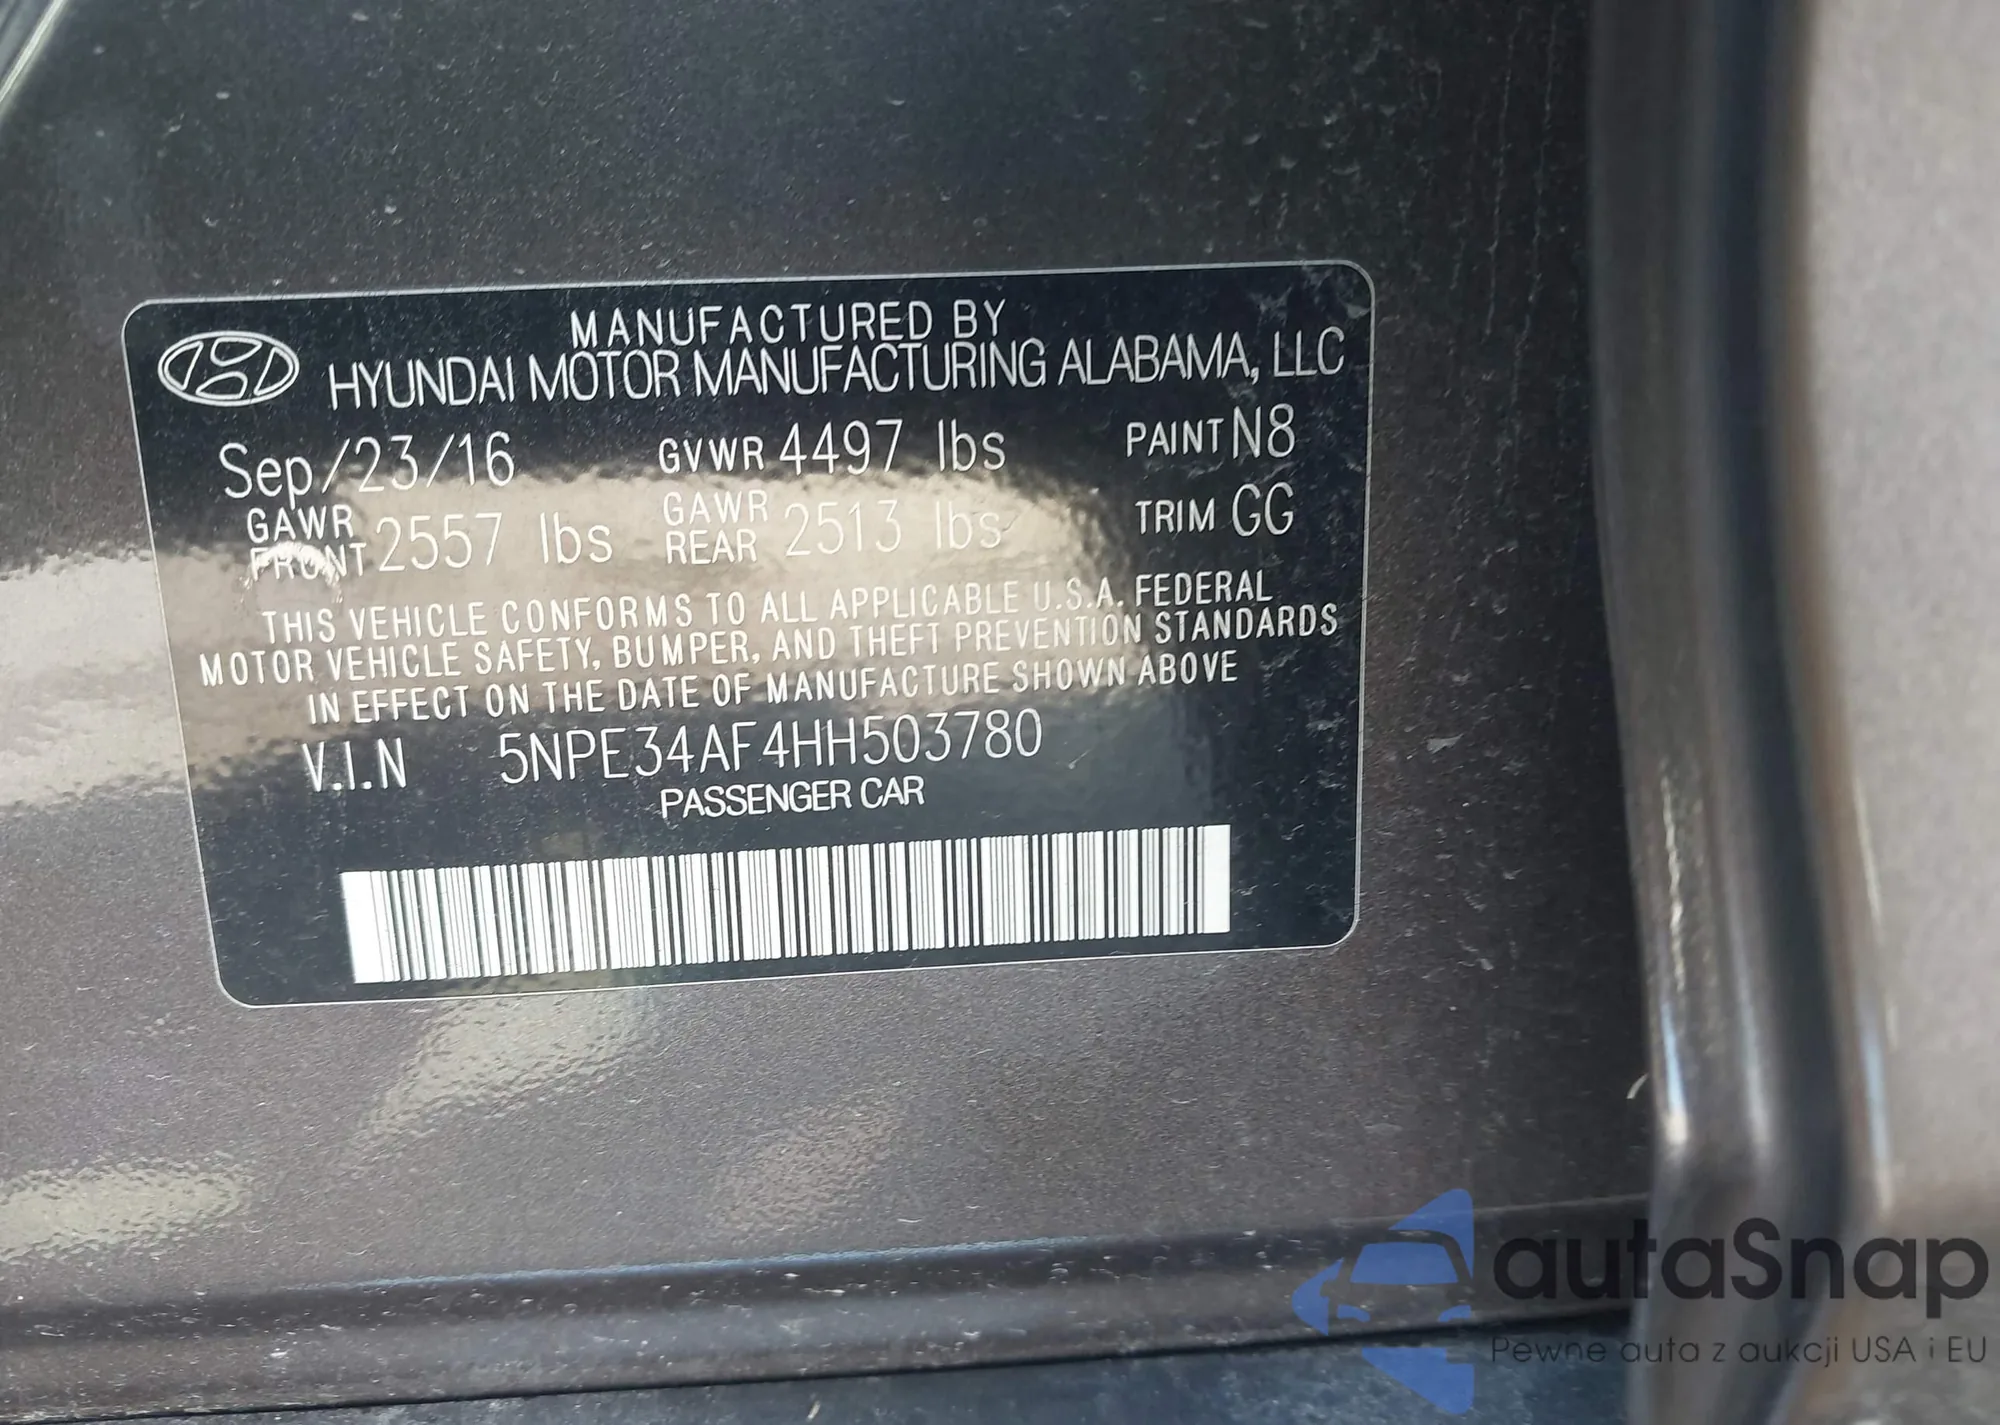 MANUFACTURED BY
HYUNDAI MOTOR MANUFACTURING ALABAMA, LLC
Sep/23/16 GVWR 4497 lbs PAINT N8
GAWR FRONT 2557 lbs GAWR REAR 2513 lbs TRIM GG
THIS VEHICLE CONFORMS TO ALL APPLICABLE U.S.A. FEDERAL
MOTOR VEHICLE SAFETY, BUMPER, AND THEFT PREVENTION STANDARDS
IN EFFECT ON THE DATE OF MANUFACTURE SHOWN ABOVE
V.I.N 5NPE34AF4HH503780
PASSENGER CAR
autaSnap
Pewne auta z aukcji USA i EU